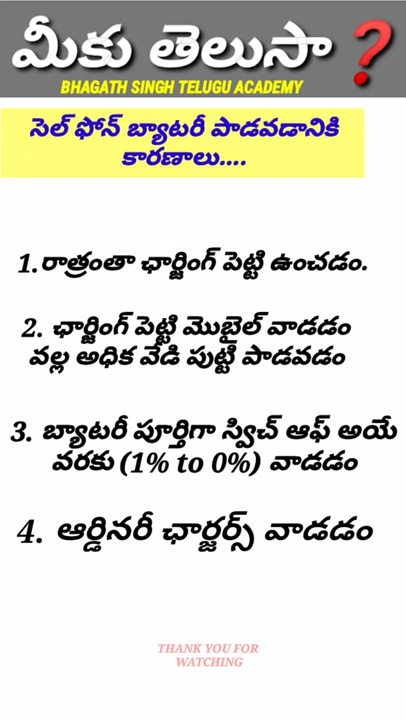 మీకు తెలుసా ?
BHAGATH SINGH TELUGU ACADEMY
సెల్ ఫోన్ బ్యాటరీ పాడవడానికి
కారణాలు....
1.రాత్రంతా ఛార్జింగ్ పెట్టి ఉంచడం.
2. ఛార్జింగ్ పెట్టి మొబైల్ వాడడం
వల్ల అధిక వేడి పుట్టి పాడవడం
3. బ్యాటరీ పూర్తిగా స్విచ్ ఆఫ్ అయే
వరకు (1% to 0%) వాడడం
4. ఆర్డినరీ ఛార్జర్స్ వాడడం
THANK YOU FOR
WATCHING